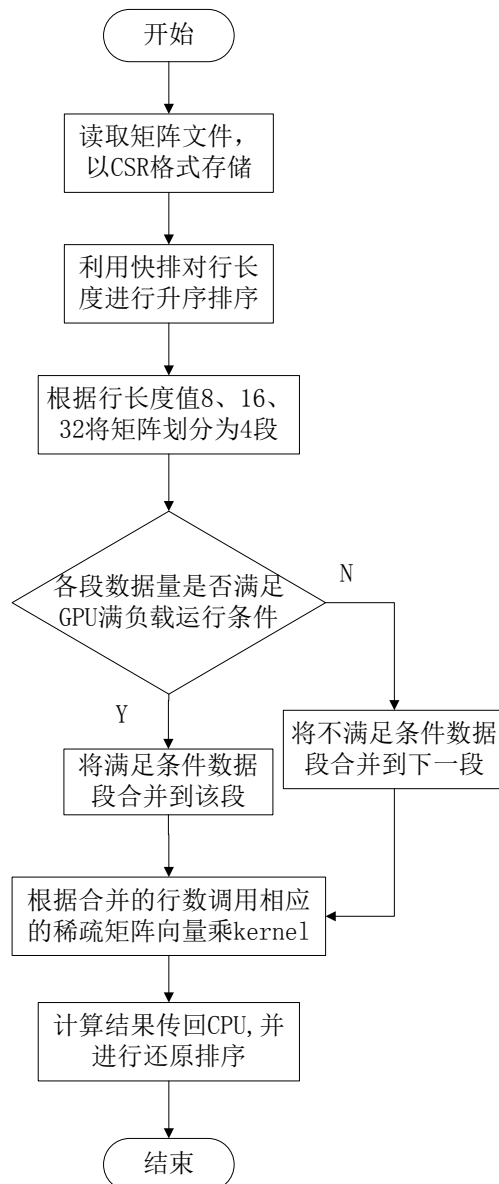 开始
读取矩阵文件，
以CSR格式存储
利用快排对行长
度进行升序排序
根据行长度值8、16、
32将矩阵划分为4段
各段数据量是否满足
GPU满负载运行条件
N
Y
将不满足条件数据
段合并到下一段
将满足条件数据
段合并到该段
根据合并的行数调用相应
的稀疏矩阵向量乘kernel
计算结果传回CPU,并
进行还原排序
结束